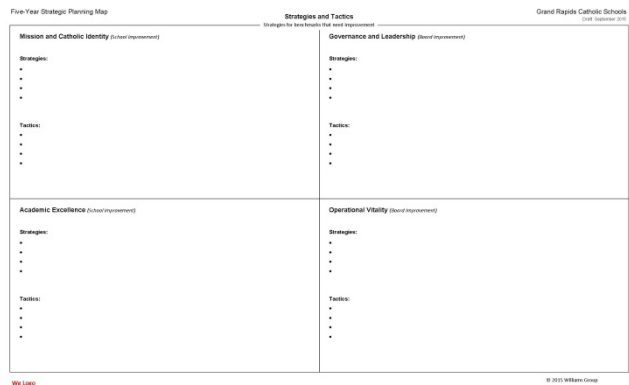 Five-Year Strategic Planning Map
Grand Rapids Catholic Schools
Draft September 2015
Strategies and Tactics
Strategies for benchmarks that need improvement
Mission and Catholic Identity (School Improvement)
Strategies:
•
•
•
•
Tactics:
•
•
•
•
Governance and Leadership (Board Improvement)
Strategies:
•
•
•
•
Tactics:
•
•
•
•
Academic Excellence (School Improvement)
Strategies:
•
•
•
•
Tactics:
•
•
•
•
Operational Vitality (Board Improvement)
Strategies:
•
•
•
•
Tactics:
•
•
•
•
We Logo
© 2015 Williams Group